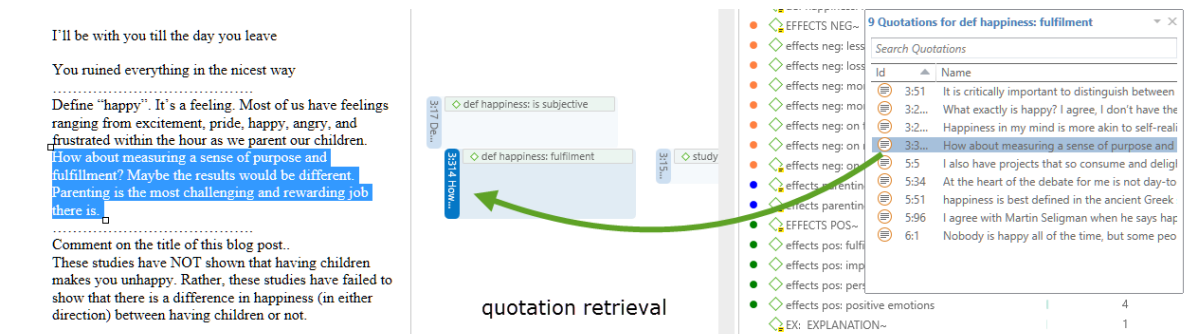 I'll be with you till the day you leave
You ruined everything in the nicest way
……………………………….
Define “happy”. It`s a feeling. Most of us have feelings
ranging from excitement, pride, happy, angry, and
frustrated within the hour as we parent our children.
How about measuring a sense of purpose and
fulfillment? Maybe the results would be different.
Parenting is the most challenging and rewarding job
there is.
……………………………….
Comment on the title of this blog post..
These studies have NOT shown that having children
makes you unhappy. Rather, these studies have failed to
show that there is a difference in happiness (in either
direction) between having children or not.
3:17 De...
def happiness: is subjective
3:314 How...
def happiness: fulfilment
3:15...
study
quotation retrieval
EFFECTS NEG~
effects neg: less
effects neg: loss
effects neg: mo
effects neg: mo
effects neg: on
effects neg: on
effects neg: on
effects parentin
effects parentin
EFFECTS POS~
effects pos: fulfi
effects pos: imp
effects pos: pers
effects pos: positive emotions 4
EX: EXPLANATION~ 1
9 Quotations for def happiness: fulfilment
Search Quotations
Id Name
3:51 It is critically important to distinguish between
3:2... What exactly is happy? I agree, I don't have the
3:2... Happiness in my mind is more akin to self-reali
3:3... How about measuring a sense of purpose and
5:5 I also have projects that so consume and deligh
5:34 At the heart of the debate for me is not day-to
5:51 happiness is best defined in the ancient Greek
5:96 I agree with Martin Seligman when he says hap
6:1 Nobody is happy all of the time, but some peo